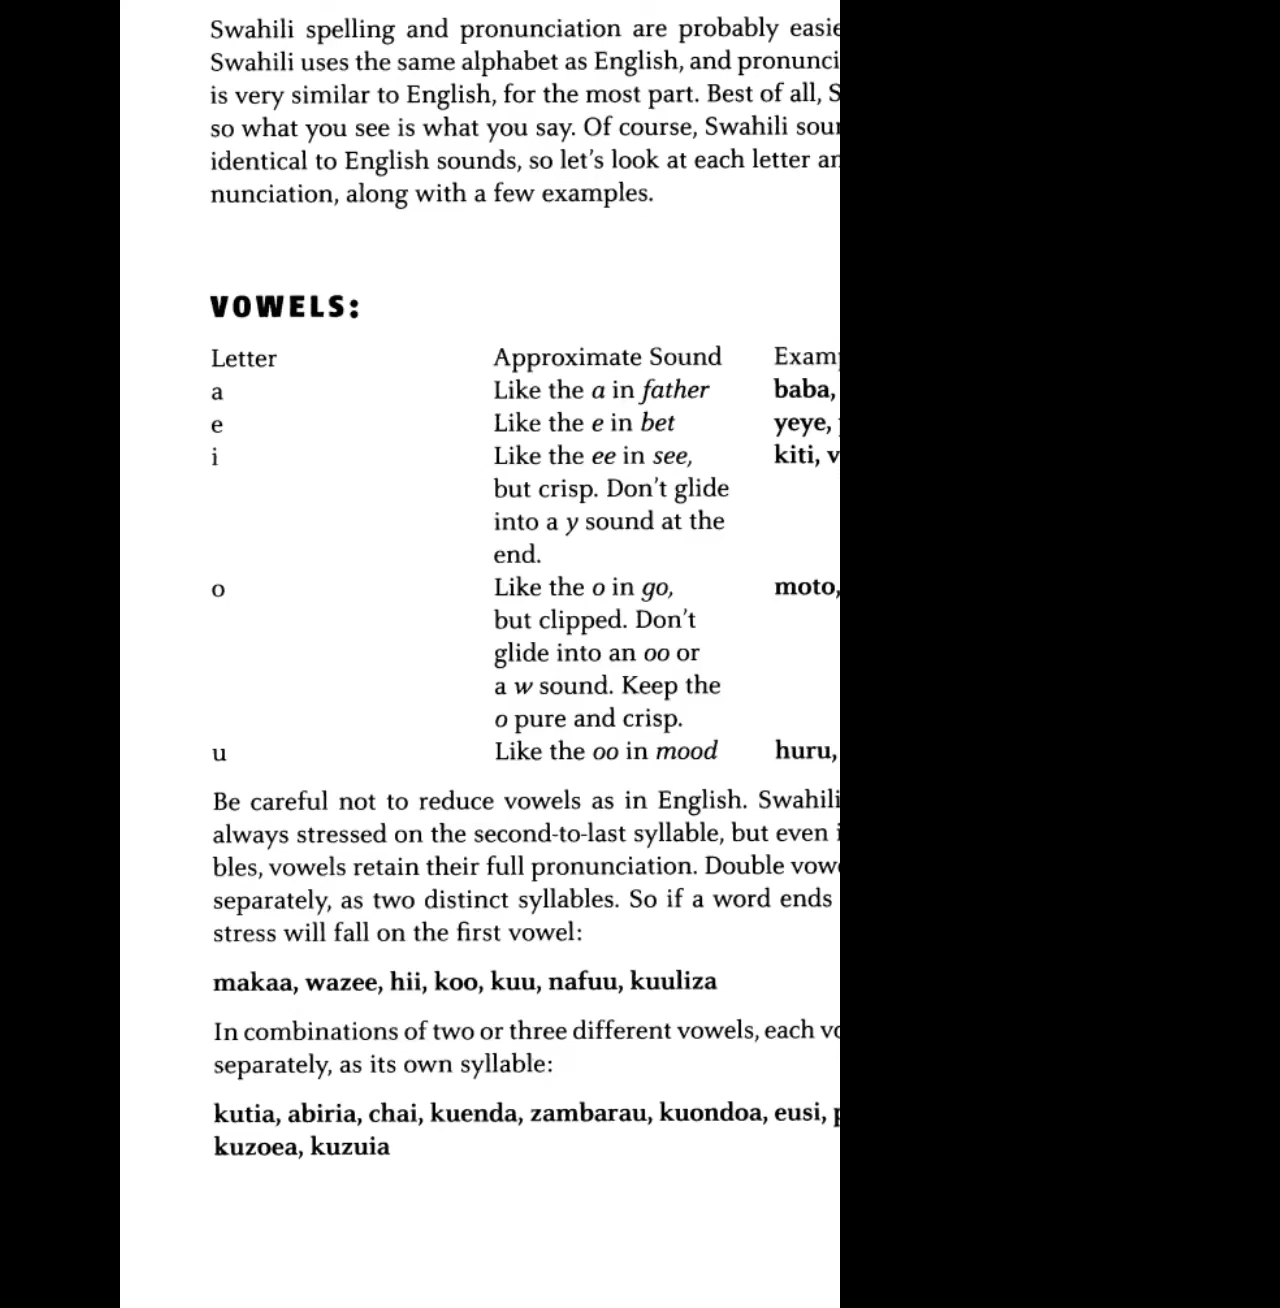 Swahili spelling and pronunciation are probably
Swahili uses the same alphabet as English, and
is very similar to English, for the most part. Best of all,
so what you see is what you say. Of course, Swahili
identical to English sounds, so let's look at each letter
nunciation, along with a few examples.
VOWELS:
Letter Approximate Sound
a Like the a in father baba,
e Like the e in bet yeye,
i Like the ee in see, kiti,
but crisp. Don't glide
into a y sound at the
end.
o Like the o in go, moto,
but clipped. Don't
glide into an oo or
a w sound. Keep the
o pure and crisp.
u Like the oo in mood huru,
Be careful not to reduce vowels as in English. Swahili
always stressed on the second-to-last syllable, but even
bles, vowels retain their full pronunciation. Double
separately, as two distinct syllables. So if a word ends
stress will fall on the first vowel:
makaa, wazee, hii, koo, kuu, nafuu, kuuliza
In combinations of two or three different vowels, each
separately, as its own syllable:
kutia, abiria, chai, kuenda, zambarau, kuondoa, eusi,
kuzoea, kuzuia